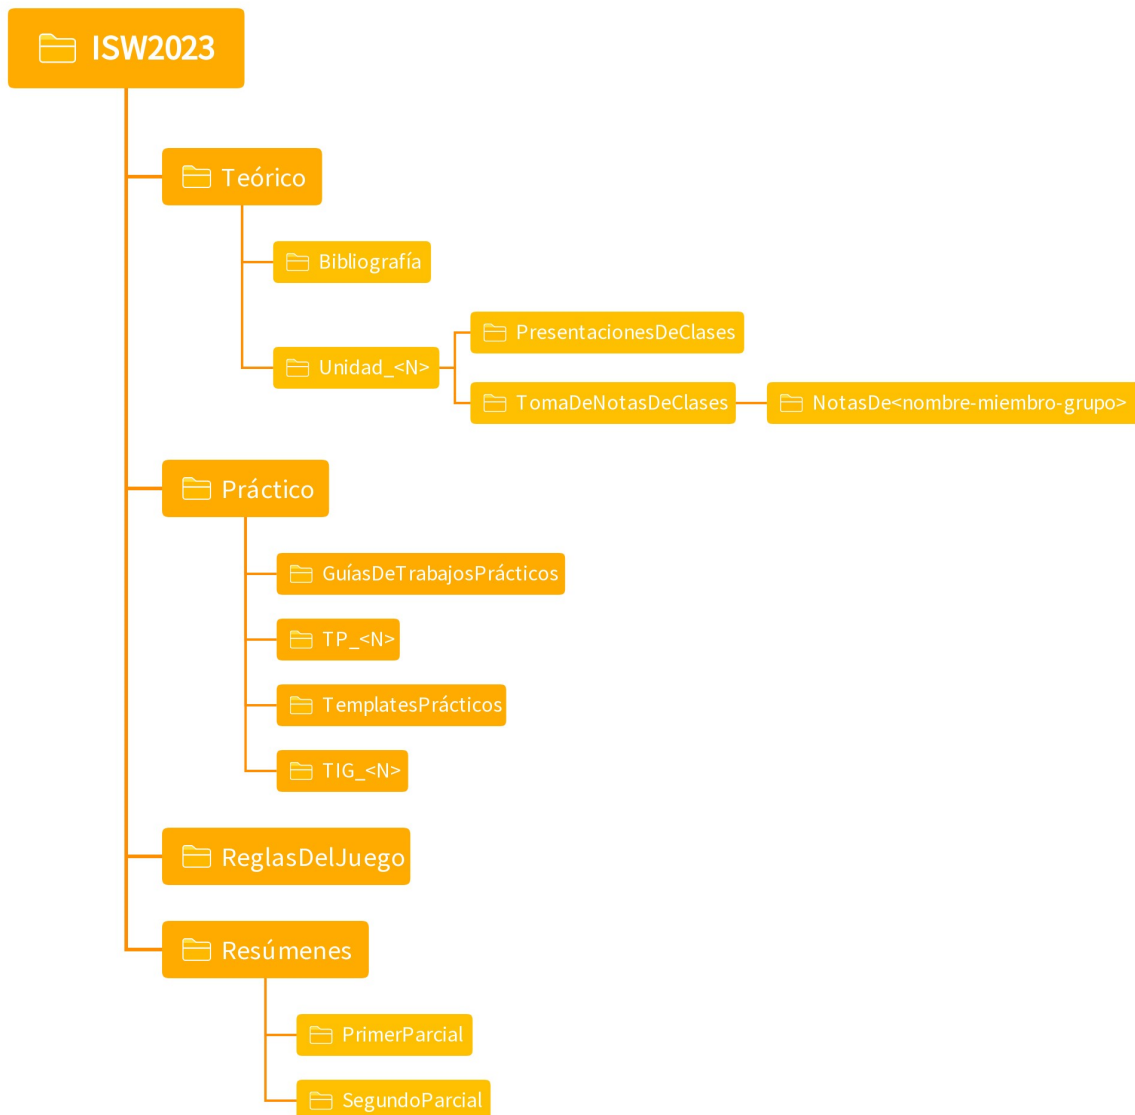 ISW2023
Teórico
Bibliografía
Unidad_<N>
PresentacionesDeClases
TomaDeNotasDeClases
NotasDe<nombre-miembro-grupo>
Práctico
GuíasDeTrabajosPrácticos
TP_<N>
TemplatesPrácticos
TIG_<N>
ReglasDelJuego
Resúmenes
PrimerParcial
SegundoParcial